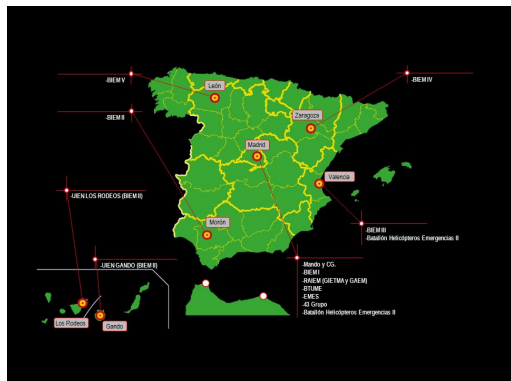 -BIEM V
León
-BIEM IV
-BIEM II
Zaragoza
Madrid
Valencia
-UIEN LOS RODEOS (BIEM II)
Morón
-BIEM III
-Batallón Helicópteros Emergencias II
-UIEN GANDO (BIEM II)
-Mando y CG.
-BIEM I
-RAIEM (GIETMA y GAEM)
-BTUME
-EMES
-43 Grupo
-Batallón Helicópteros Emergencias II
Los Rodeos
Gando